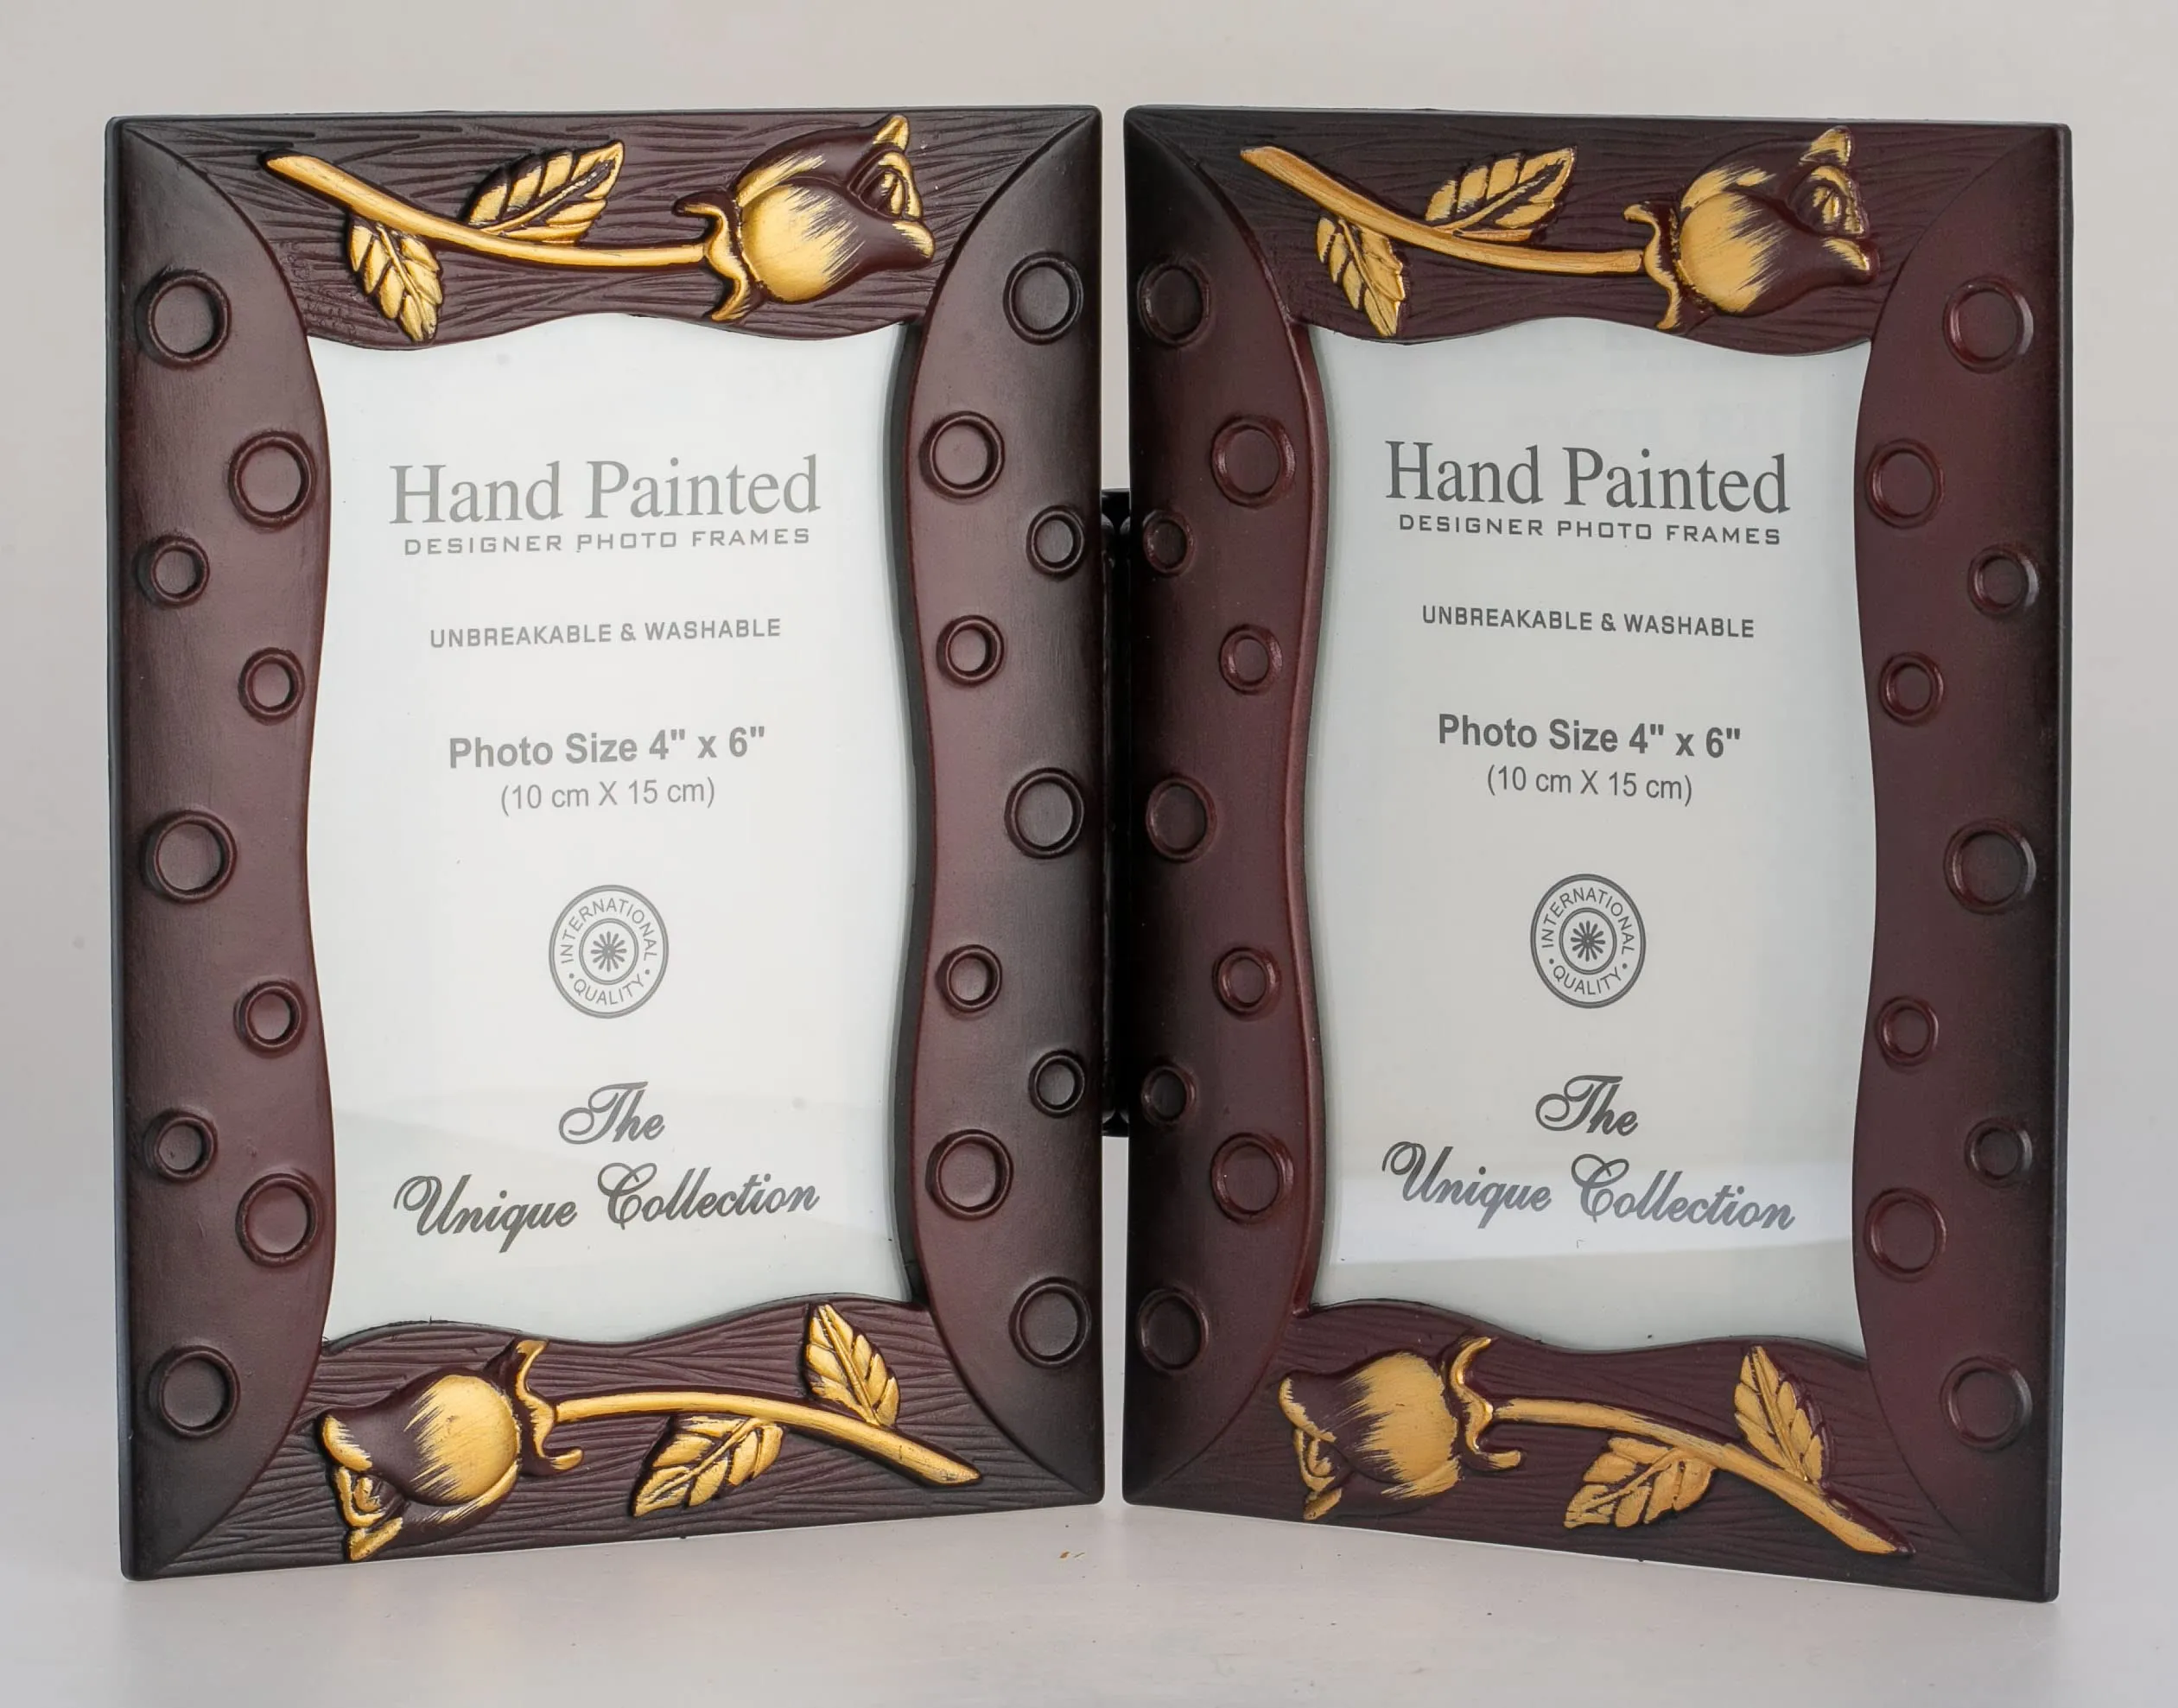 Hand Painted
DESIGNER PHOTO FRAMES
UNBREAKABLE & WASHABLE
Photo Size 4" x 6"
(10 cm X 15 cm)
INTERNATIONAL
• QUALITY •
The
Unique Collection
Hand Painted
DESIGNER PHOTO FRAMES
UNBREAKABLE & WASHABLE
Photo Size 4" x 6"
(10 cm X 15 cm)
INTERNATIONAL
• QUALITY •
The
Unique Collection